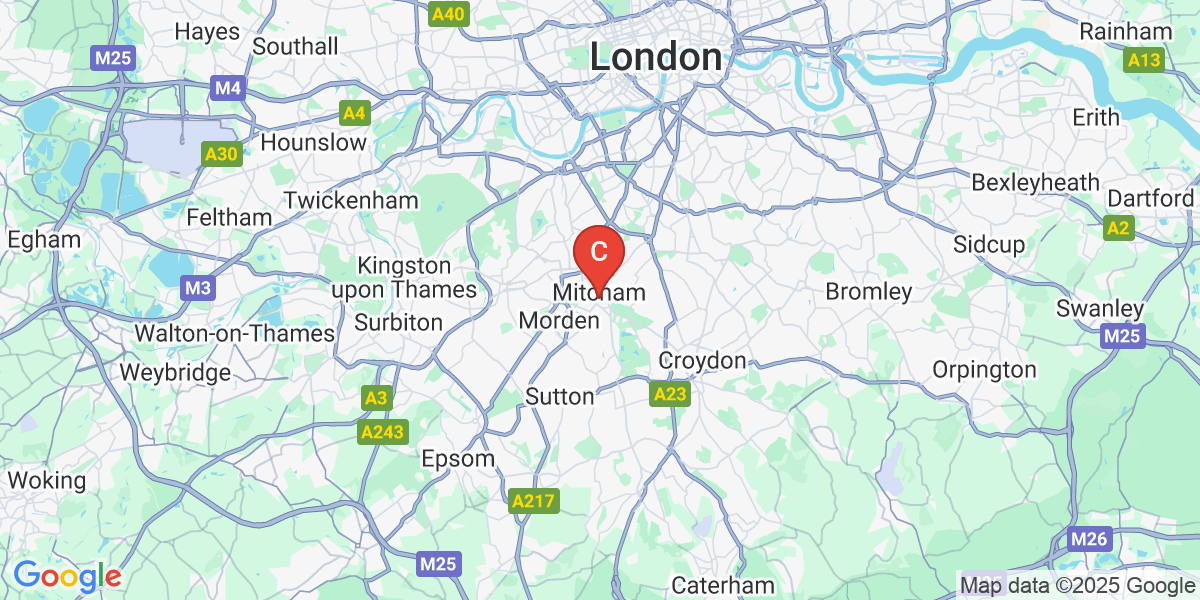 A40
Hayes
Southall
London
Rainham
M25
A13
M4
A4
Erith
Hounslow
A30
Bexleyheath
Twickenham
Dartford
Feltham
A2
Egham
Sidcup
C
Kingston
upon Thames
M3
Mitcham
Bromley
Swanley
Morden
Surbiton
Walton-on-Thames
M25
Croydon
Weybridge
Orpington
A3
Sutton
A23
A243
Epsom
Woking
A217
M26
M25
Google
Caterham
Map data ©2025 Google